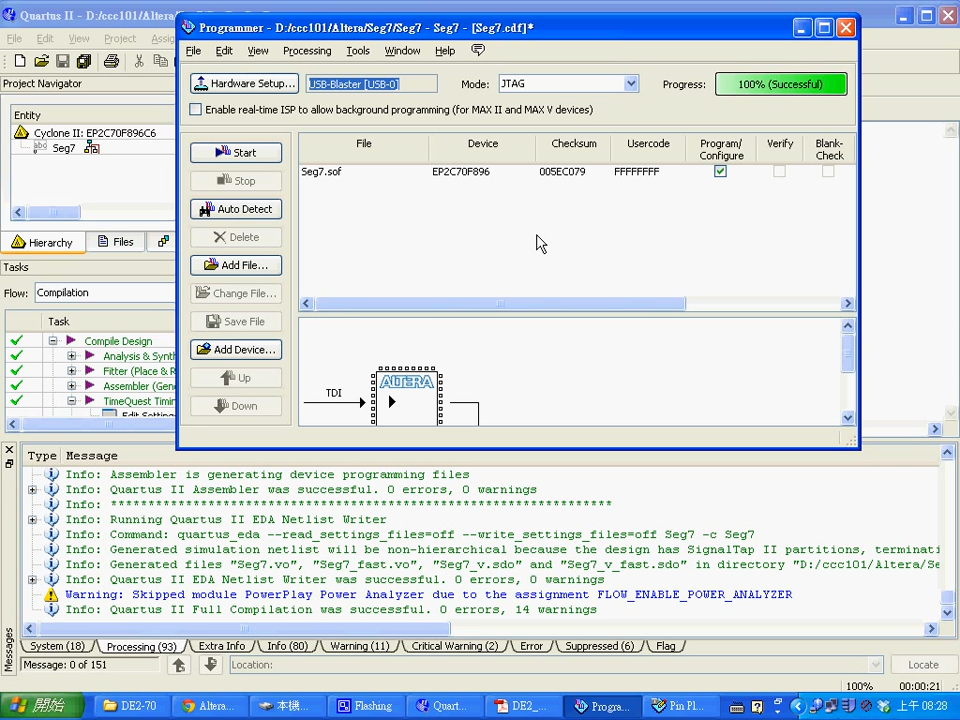 Quartus II - D:/ccc101/Altera/
File Edit View Project Assig
Project Navigator
Entity
Cyclone II: EP2C70F896C6
abc Seg7
Hierarchy Files
Tasks
Flow: Compilation
Task
Compile Design
Analysis & Synth
Fitter (Place & R
Assembler (Gene
TimeQuest Timin
Edit Setting
Programmer - D:/ccc101/Altera/Seg7/Seg7 - Seg7 - [Seg7.cdf]*
File Edit View Processing Tools Window Help
Hardware Setup... USB-Blaster [USB-0] Mode: JTAG Progress: 100% (Successful)
Enable real-time ISP to allow background programming (for MAX II and MAX V devices)
Start
Stop
Auto Detect
Delete
Add File...
Change File...
Save File
Add Device...
Up
Down
File Device Checksum Usercode Program/ Verify Blank-
Configure Check
Seg7.sof EP2C70F896 005EC079 FFFFFFFF
ALTERA
TDI
Messages
Type Message
Info: Assembler is generating device programming files
Info: Quartus II Assembler was successful. 0 errors, 0 warnings
Info: *******************************************************************
Info: Running Quartus II EDA Netlist Writer
Info: Command: quartus_eda --read_settings_files=off --write_settings_files=off Seg7 -c Seg7
Info: Generated simulation netlist will be non-hierarchical because the design has SignalTap II partitions, terminati
Info: Generated files "Seg7.vo", "Seg7_fast.vo", "Seg7_v.sdo" and "Seg7_v_fast.sdo" in directory "D:/ccc101/Altera/Se
Info: Quartus II EDA Netlist Writer was successful. 0 errors, 0 warnings
Warning: Skipped module PowerPlay Power Analyzer due to the assignment FLOW_ENABLE_POWER_ANALYZER
Info: Quartus II Full Compilation was successful. 0 errors, 14 warnings
System (18) Processing (93) Extra Info Info (80) Warning (11) Critical Warning (2) Error Suppressed (6) Flag
Message: 0 of 151 Location: Locate
100% 00:00:21
開始 DE2-70 Altera... 本機... Flashing Quart... DE2_... Progra... Pin Pl... 上午 08:28